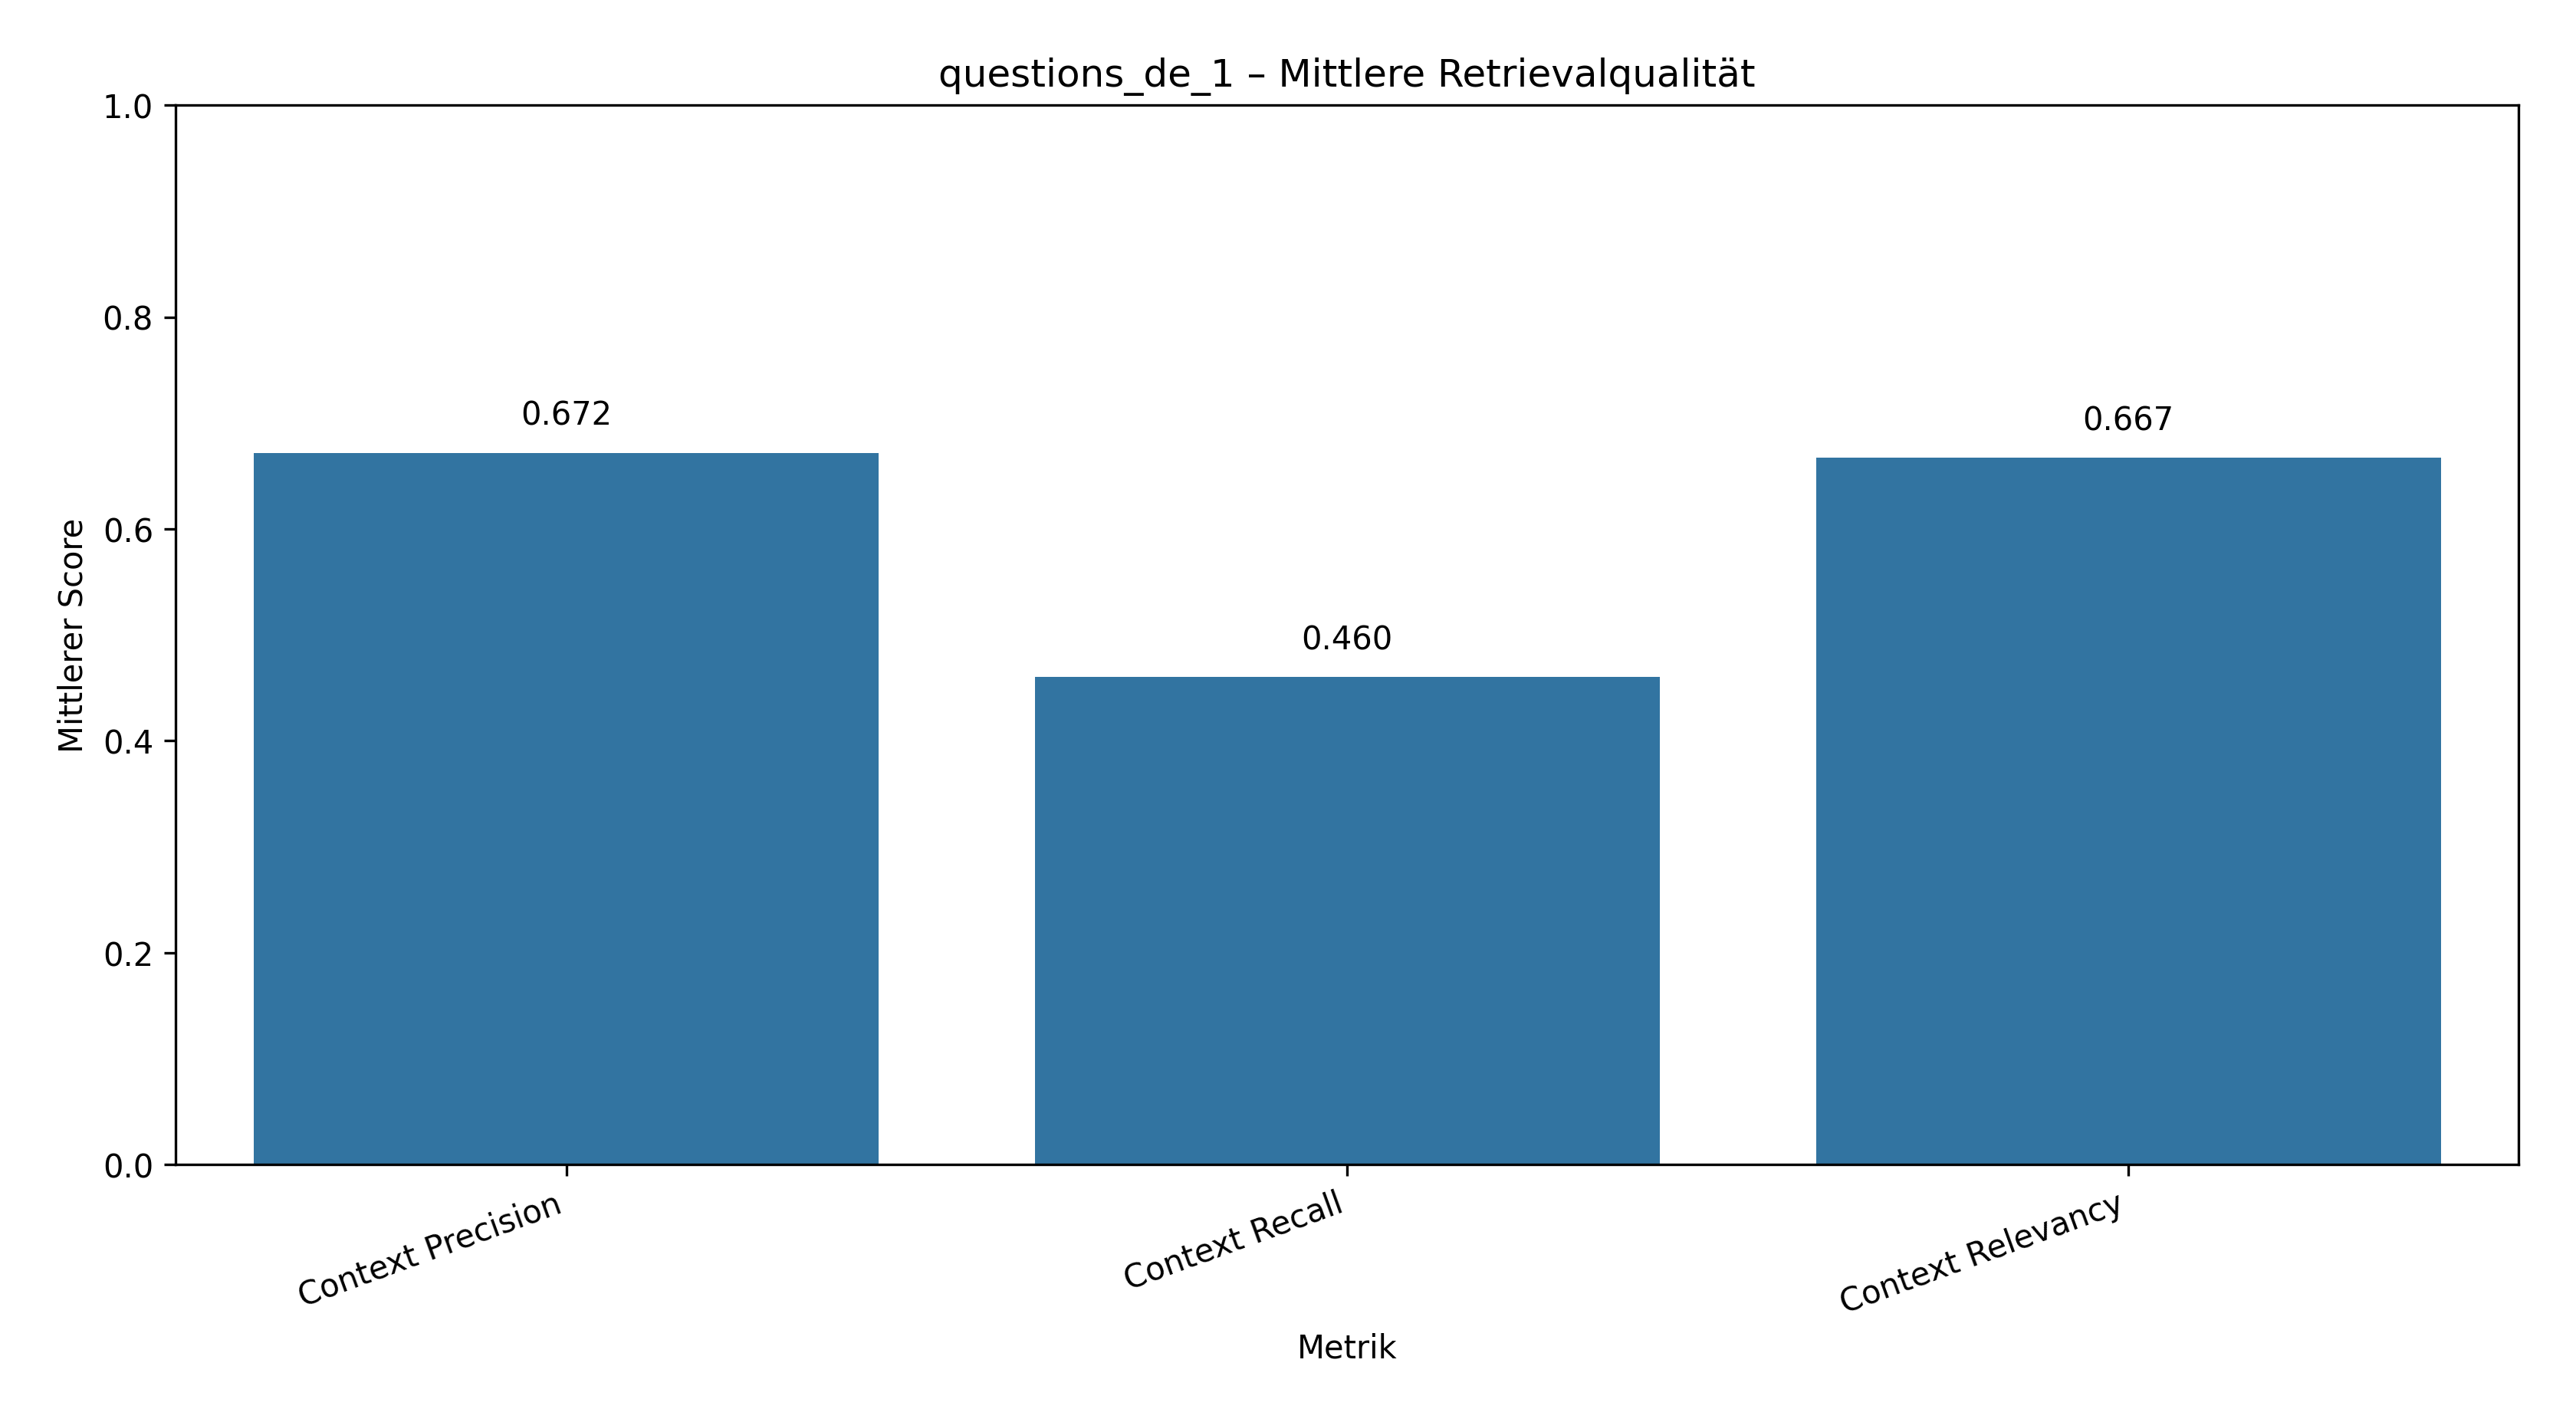 questions_de_1 – Mittlere Retrievalqualität
Mittlerer Score
1.0
0.8
0.6
0.4
0.2
0.0
0.672
0.460
0.667
Context Precision
Context Recall
Context Relevancy
Metrik